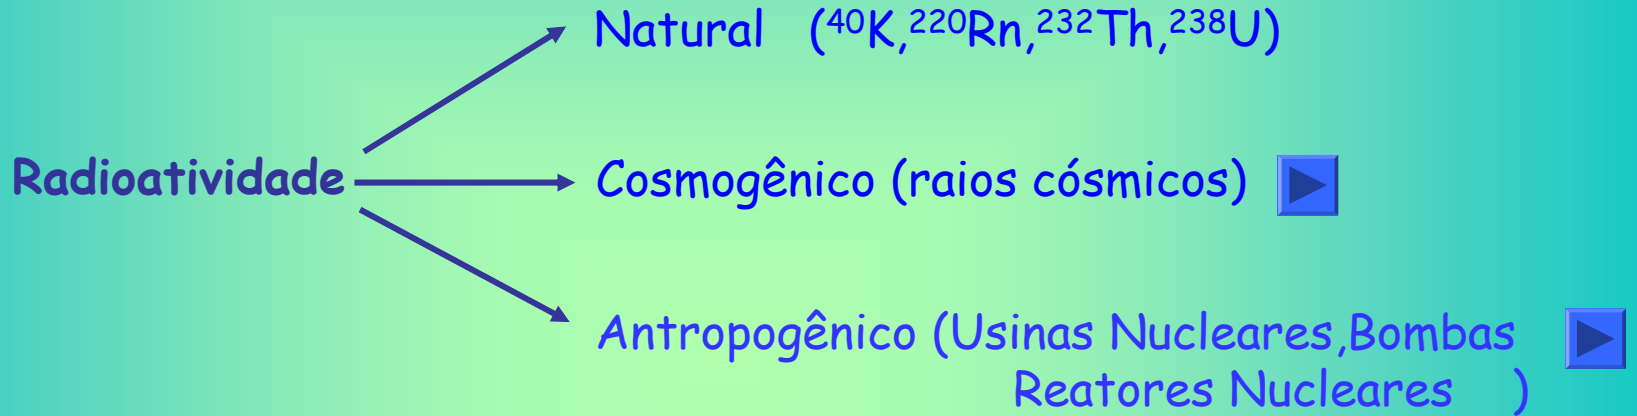 Natural (⁴⁰K,²²⁰Rn,²³²Th,²³⁸U)
Radioatividade
Cosmogênico (raios cósmicos)
Antropogênico (Usinas Nucleares,Bombas
Reatores Nucleares )